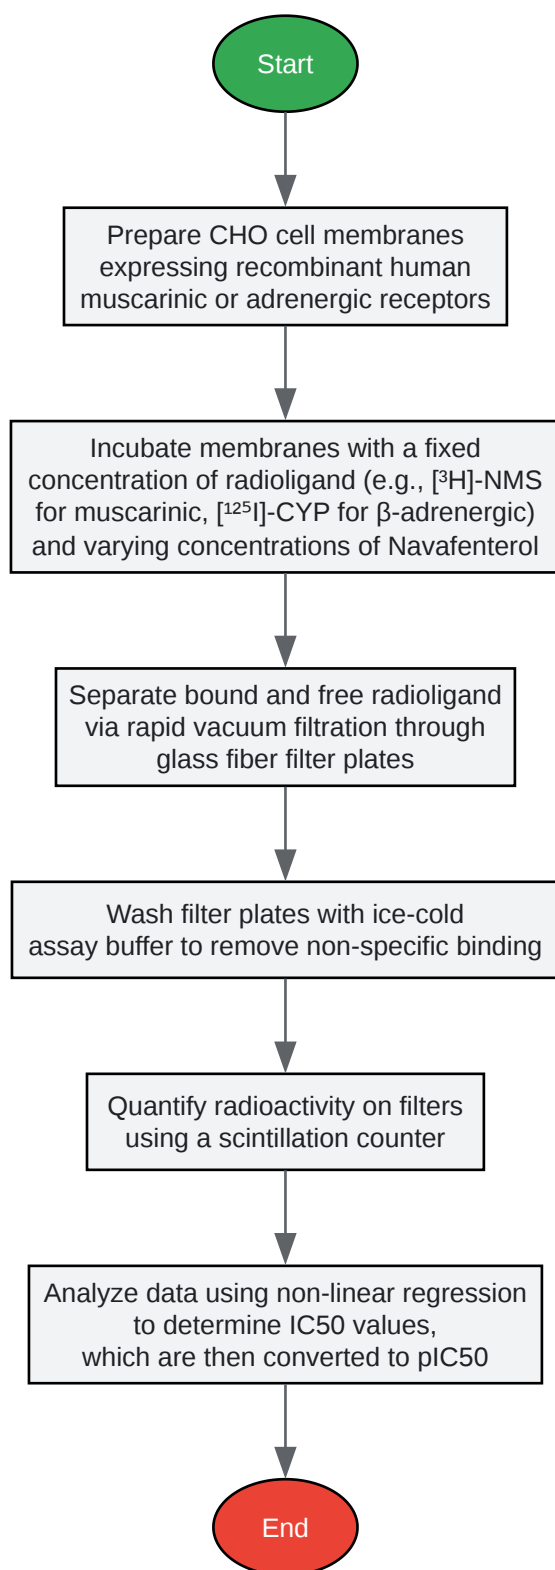 Start
Prepare CHO cell membranes
expressing recombinant human
muscarinic or adrenergic receptors
Incubate membranes with a fixed
concentration of radioligand (e.g., [³H]-NMS
for muscarinic, [¹²⁵I]-CYP for β-adrenergic)
and varying concentrations of Navafenterol
Separate bound and free radioligand
via rapid vacuum filtration through
glass fiber filter plates
Wash filter plates with ice-cold
assay buffer to remove non-specific binding
Quantify radioactivity on filters
using a scintillation counter
Analyze data using non-linear regression
to determine IC50 values,
which are then converted to pIC50
End